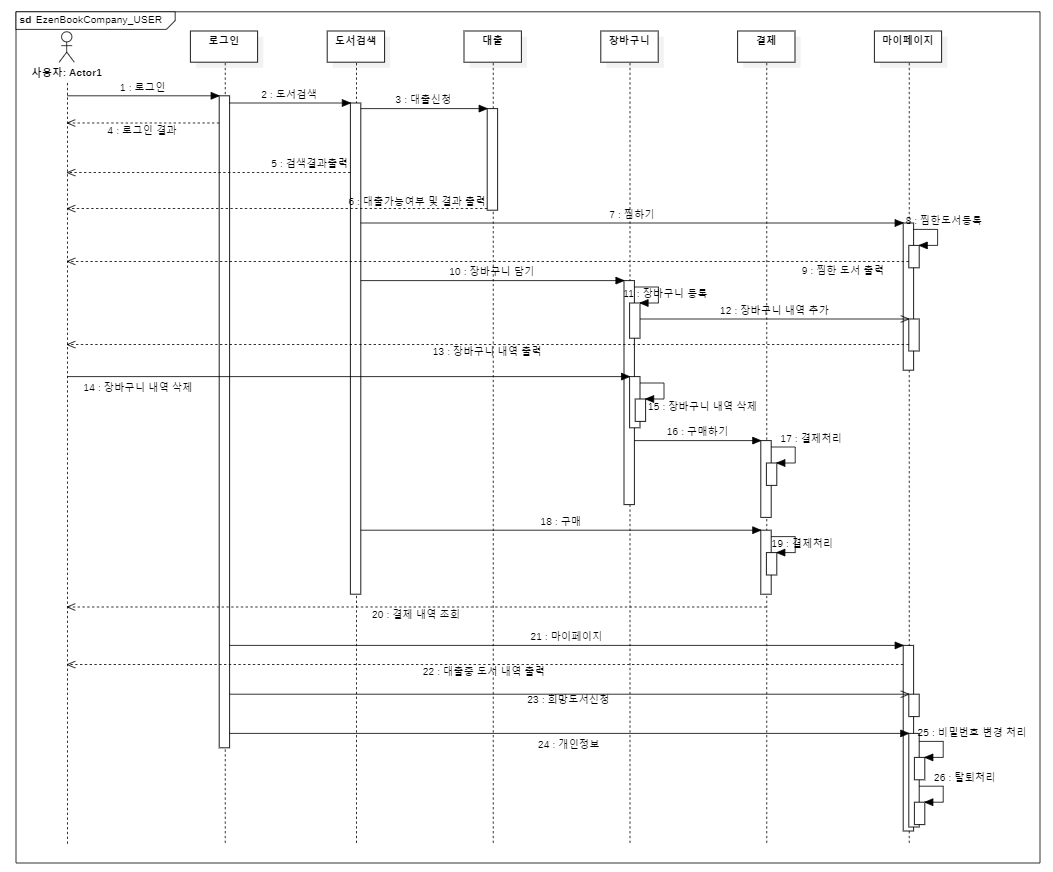 sd EzenBookCompany_USER
사용자: Actor1
로그인
도서검색
대출
장바구니
결제
마이페이지
1 : 로그인
2 : 도서검색
3 : 대출신청
4 : 로그인 결과
5 : 검색결과출력
6 : 대출가능여부 및 결과 출력
7 : 찜하기
8 : 찜한도서등록
9 : 찜한 도서 출력
10 : 장바구니 담기
11 : 장바구니 등록
12 : 장바구니 내역 추가
13 : 장바구니 내역 출력
14 : 장바구니 내역 삭제
15 : 장바구니 내역 삭제
16 : 구매하기
17 : 결제처리
18 : 구매
19 : 결제처리
20 : 결제 내역 조회
21 : 마이페이지
22 : 대출중 도서 내역 출력
23 : 희망도서신청
24 : 개인정보
25 : 비밀번호 변경 처리
26 : 탈퇴처리